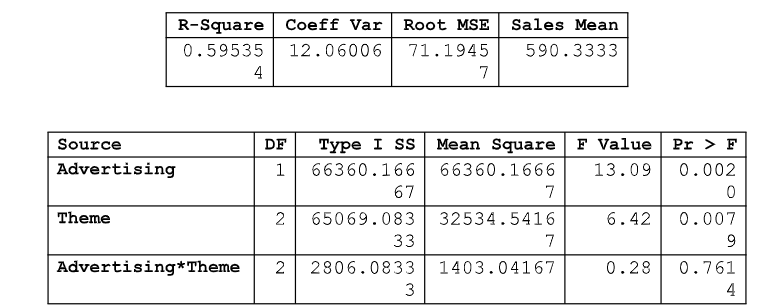 R-Square Coeff Var Root MSE Sales Mean
0.59535 12.06006 71.1945 590.3333
4 7
Source DF Type I SS Mean Square F Value Pr > F
Advertising 1 66360.166 66360.1666 13.09 0.002
67 7 0
Theme 2 65069.083 32534.5416 6.42 0.007
33 7 9
Advertising*Theme 2 2806.0833 1403.04167 0.28 0.761
3 4